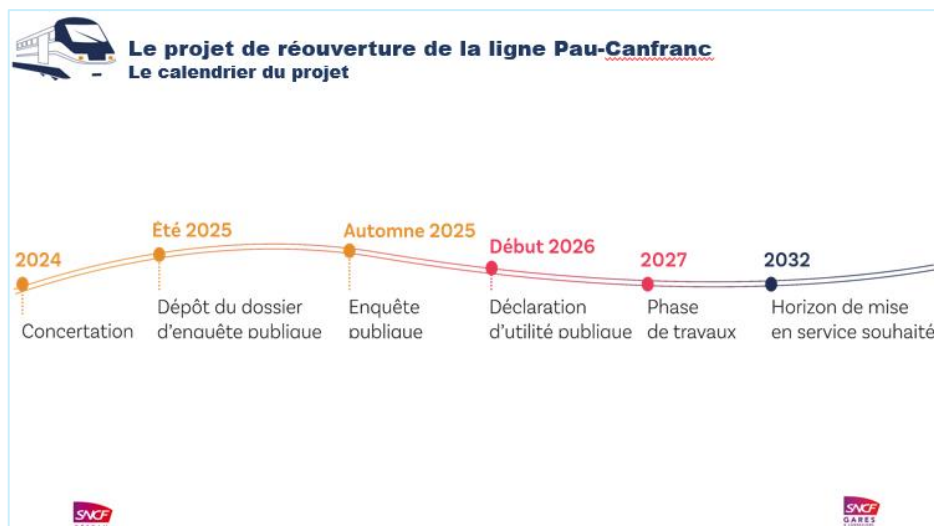 Le projet de réouverture de la ligne Pau-Canfranc
Le calendrier du projet
2024
Concertation
Été 2025
Dépôt du dossier
d'enquête publique
Automne 2025
Enquête
publique
Début 2026
Déclaration
d'utilité publique
2027
Phase
de travaux
2032
Horizon de mise
en service souhaité
SNCF
SNCF
GARES